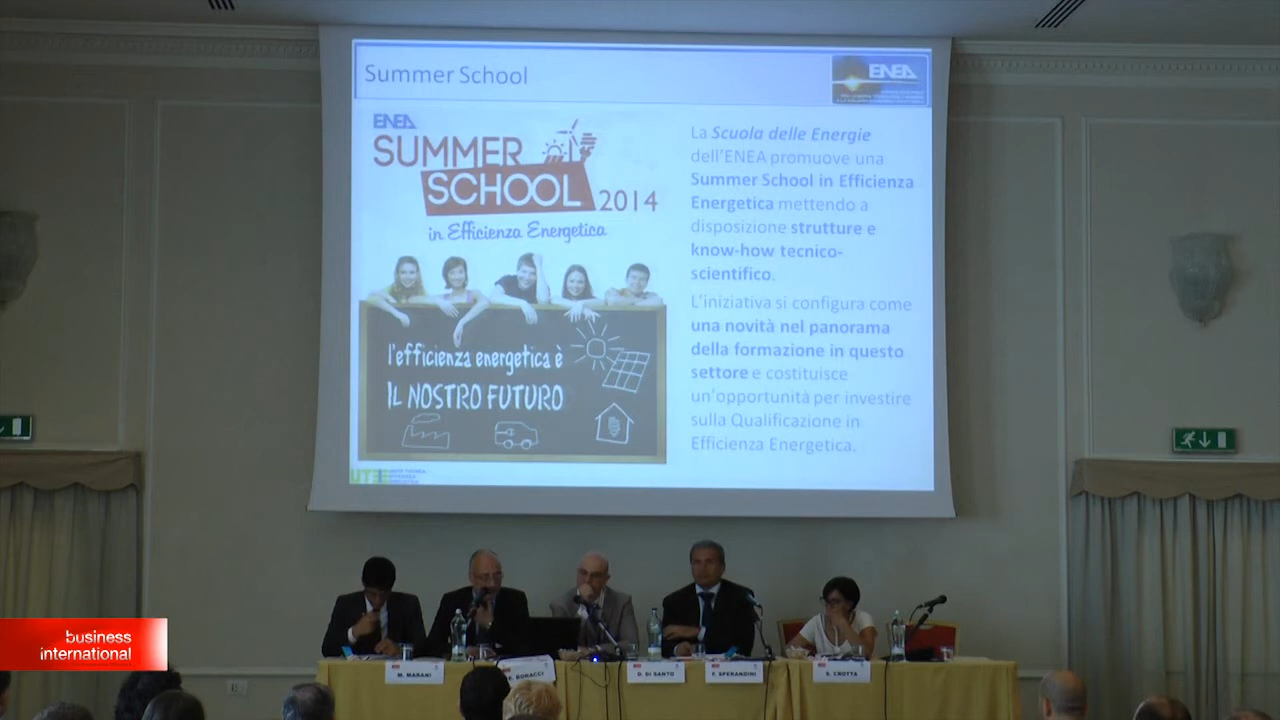 Summer School
ENEA
ENEA
SUMMER
SCHOOL 2014
in Efficienza Energetica
l'efficienza energetica è
IL NOSTRO FUTURO
La Scuola delle Energie
dell'ENEA promuove una
Summer School in Efficienza
Energetica mettendo a
disposizione strutture e
know-how tecnico-
scientifico.
L'iniziativa si configura come
una novità nel panorama
della formazione in questo
settore e costituisce
un'opportunità per investire
sulla Qualificazione in
Efficienza Energetica.
business
international
M. MARANI
BORACCI
D. DI SANTO
F. SPERANDINI
S. CROTTA